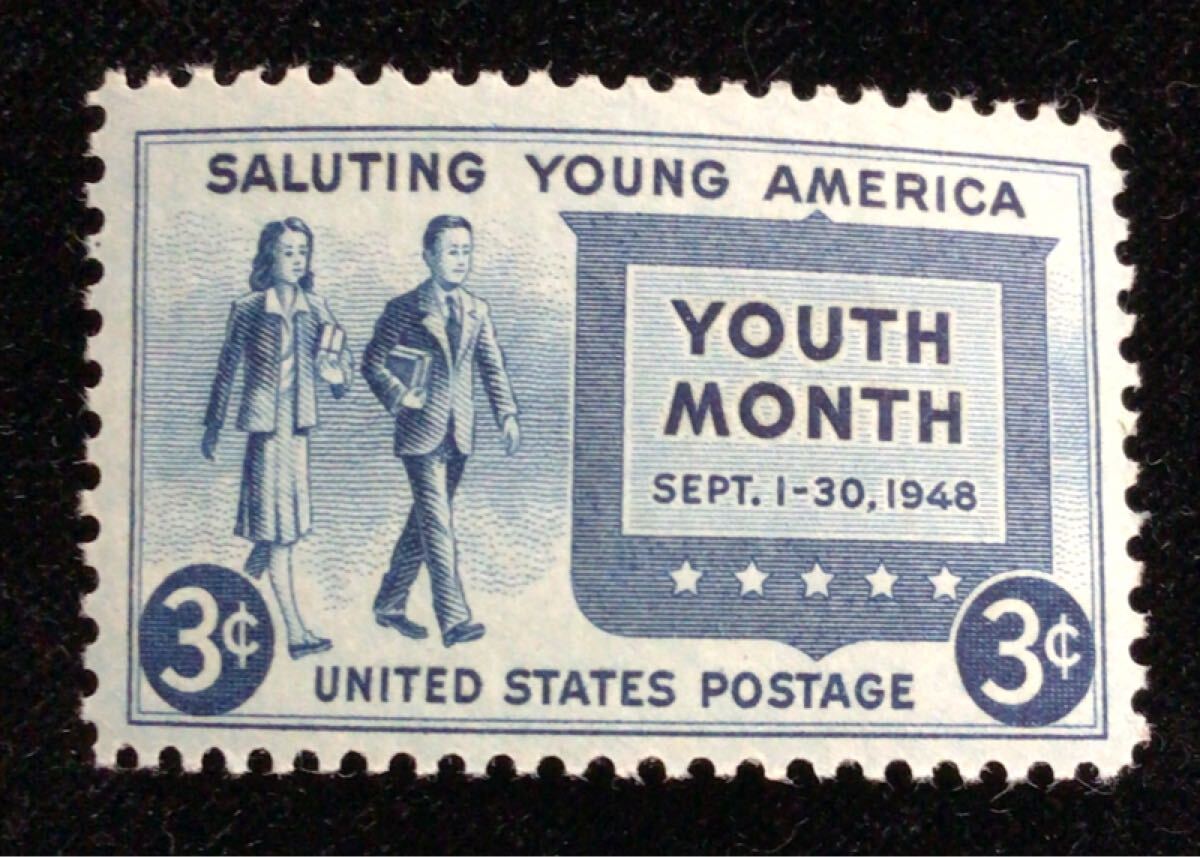 SALUTING YOUNG AMERICA
YOUTH
MONTH
SEPT. 1-30, 1948
3¢
3¢
UNITED STATES POSTAGE